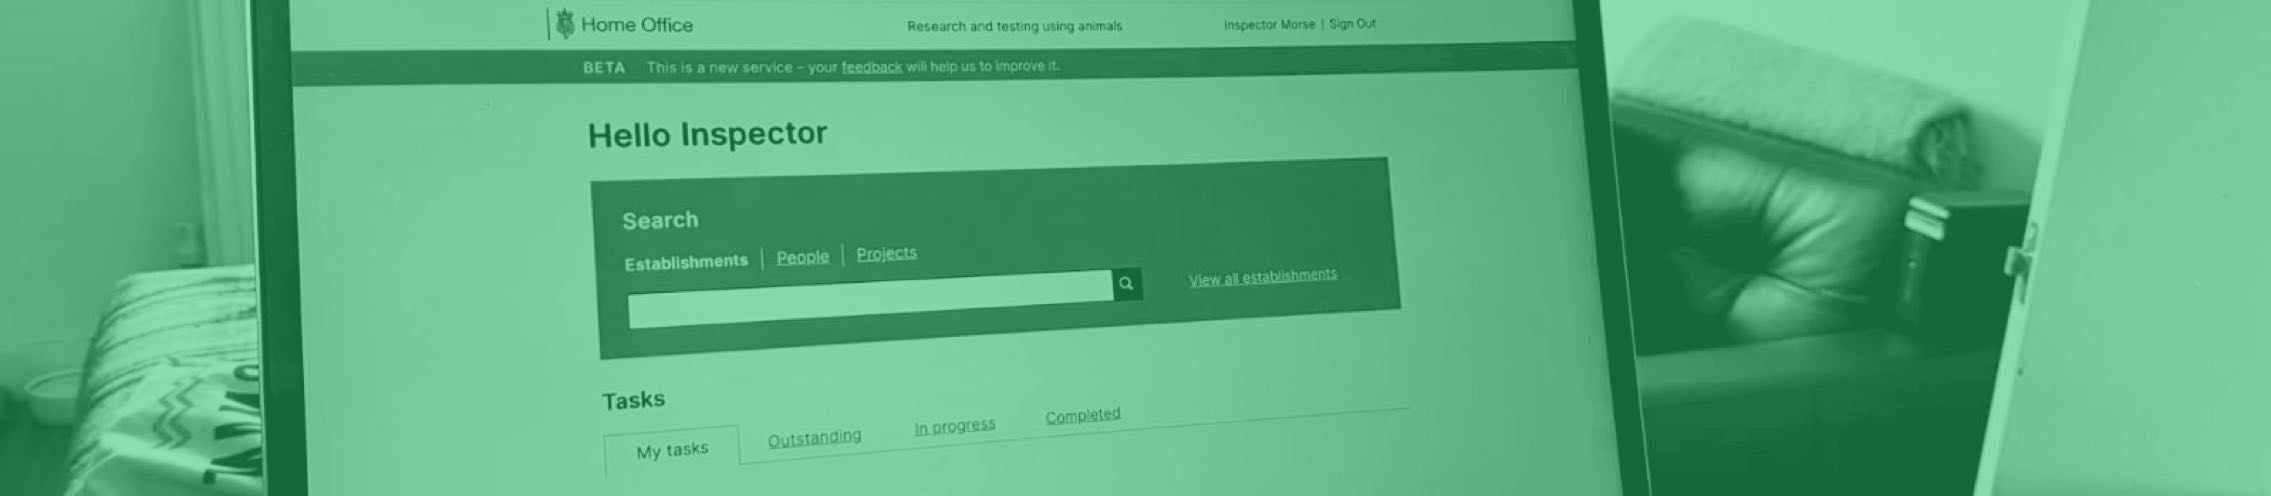 Home Office
Research and testing using animals
Inspector Morse | Sign Out
BETA This is a new service – your feedback will help us to improve it.
Hello Inspector
Search
Establishments | People | Projects
View all establishments
Tasks
My tasks
Outstanding
In progress
Completed